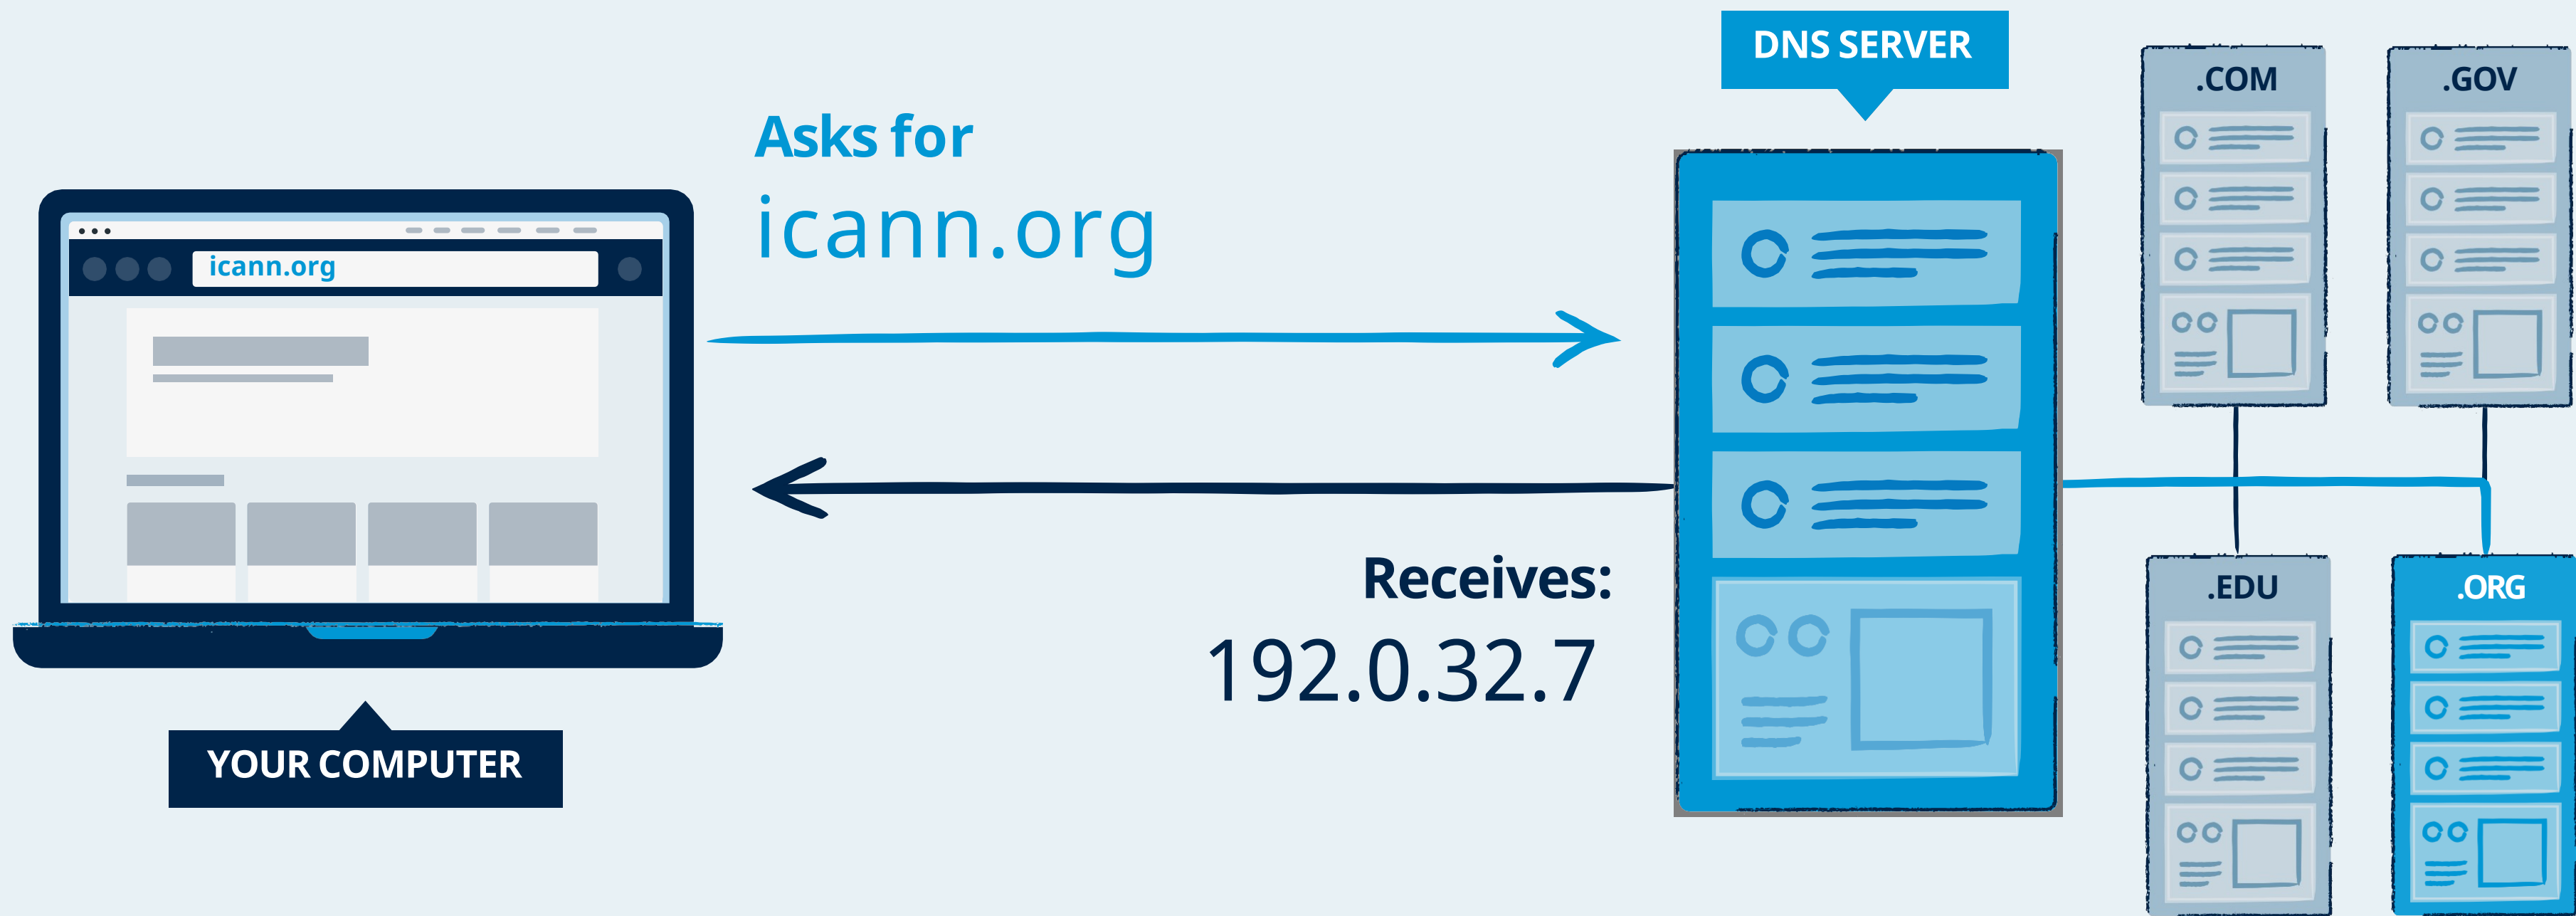 DNS SERVER
.COM
.GOV
Asks for
icann.org
icann.org
Receives:
192.0.32.7
.EDU
.ORG
YOUR COMPUTER